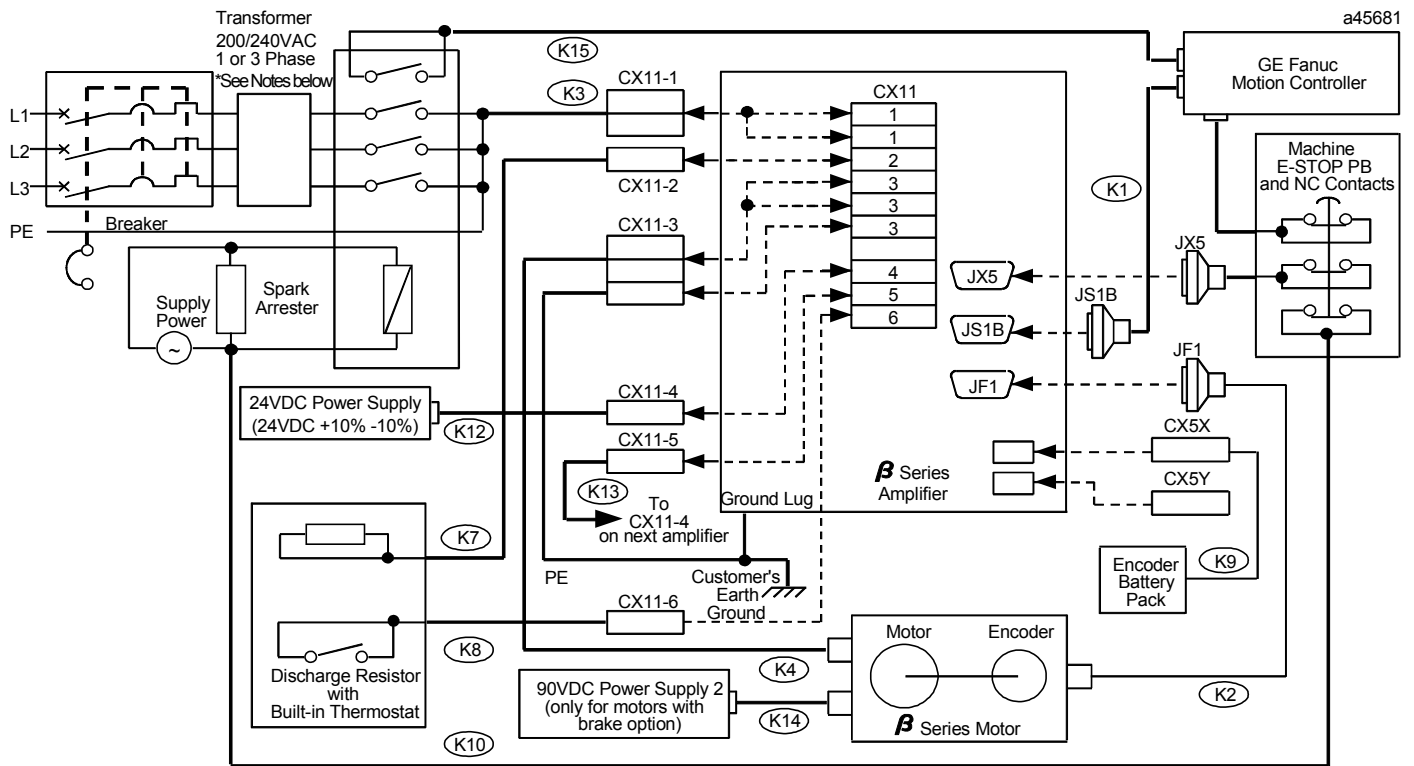 a45681
Transformer
200/240VAC
1 or 3 Phase
*See Notes below
K15
GE Fanuc
Motion Controller
CX11-1
K3
CX11
1
1
2
3
3
3
4
5
6
L1
L2
L3
PE
Breaker
CX11-2
CX11-3
K1
Machine
E-STOP PB
and NC Contacts
JX5
JX5
JS1B
JS1B
JF1
JF1
Supply
Power
~
Spark
Arrester
24VDC Power Supply
(24VDC +10% -10%)
K12
CX11-4
CX11-5
K13
To
CX11-4
on next amplifier
Ground Lug
β Series
Amplifier
CX5X
CX5Y
K7
PE
Customer's
Earth
Ground
Encoder
Battery
Pack
K9
CX11-6
K8
Discharge Resistor
with
Built-in Thermostat
K4
Motor
Encoder
β Series Motor
K2
90VDC Power Supply 2
(only for motors with
brake option)
K14
K10